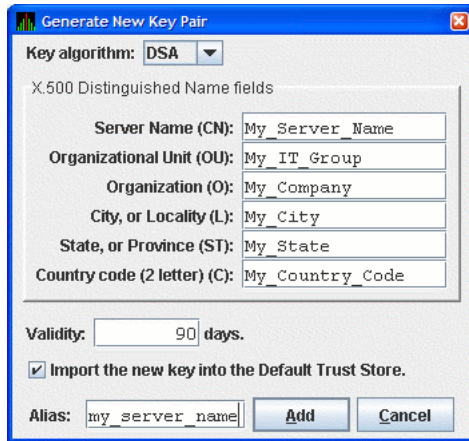 Generate New Key Pair
Key algorithm: DSA
X.500 Distinguished Name fields
Server Name (CN): My_Server_Name
Organizational Unit (OU): My_IT_Group
Organization (O): My_Company
City, or Locality (L): My_City
State, or Province (ST): My_State
Country code (2 letter) (C): My_Country_Code
Validity: 90 days.
Import the new key into the Default Trust Store.
Alias: my_server_name Add Cancel